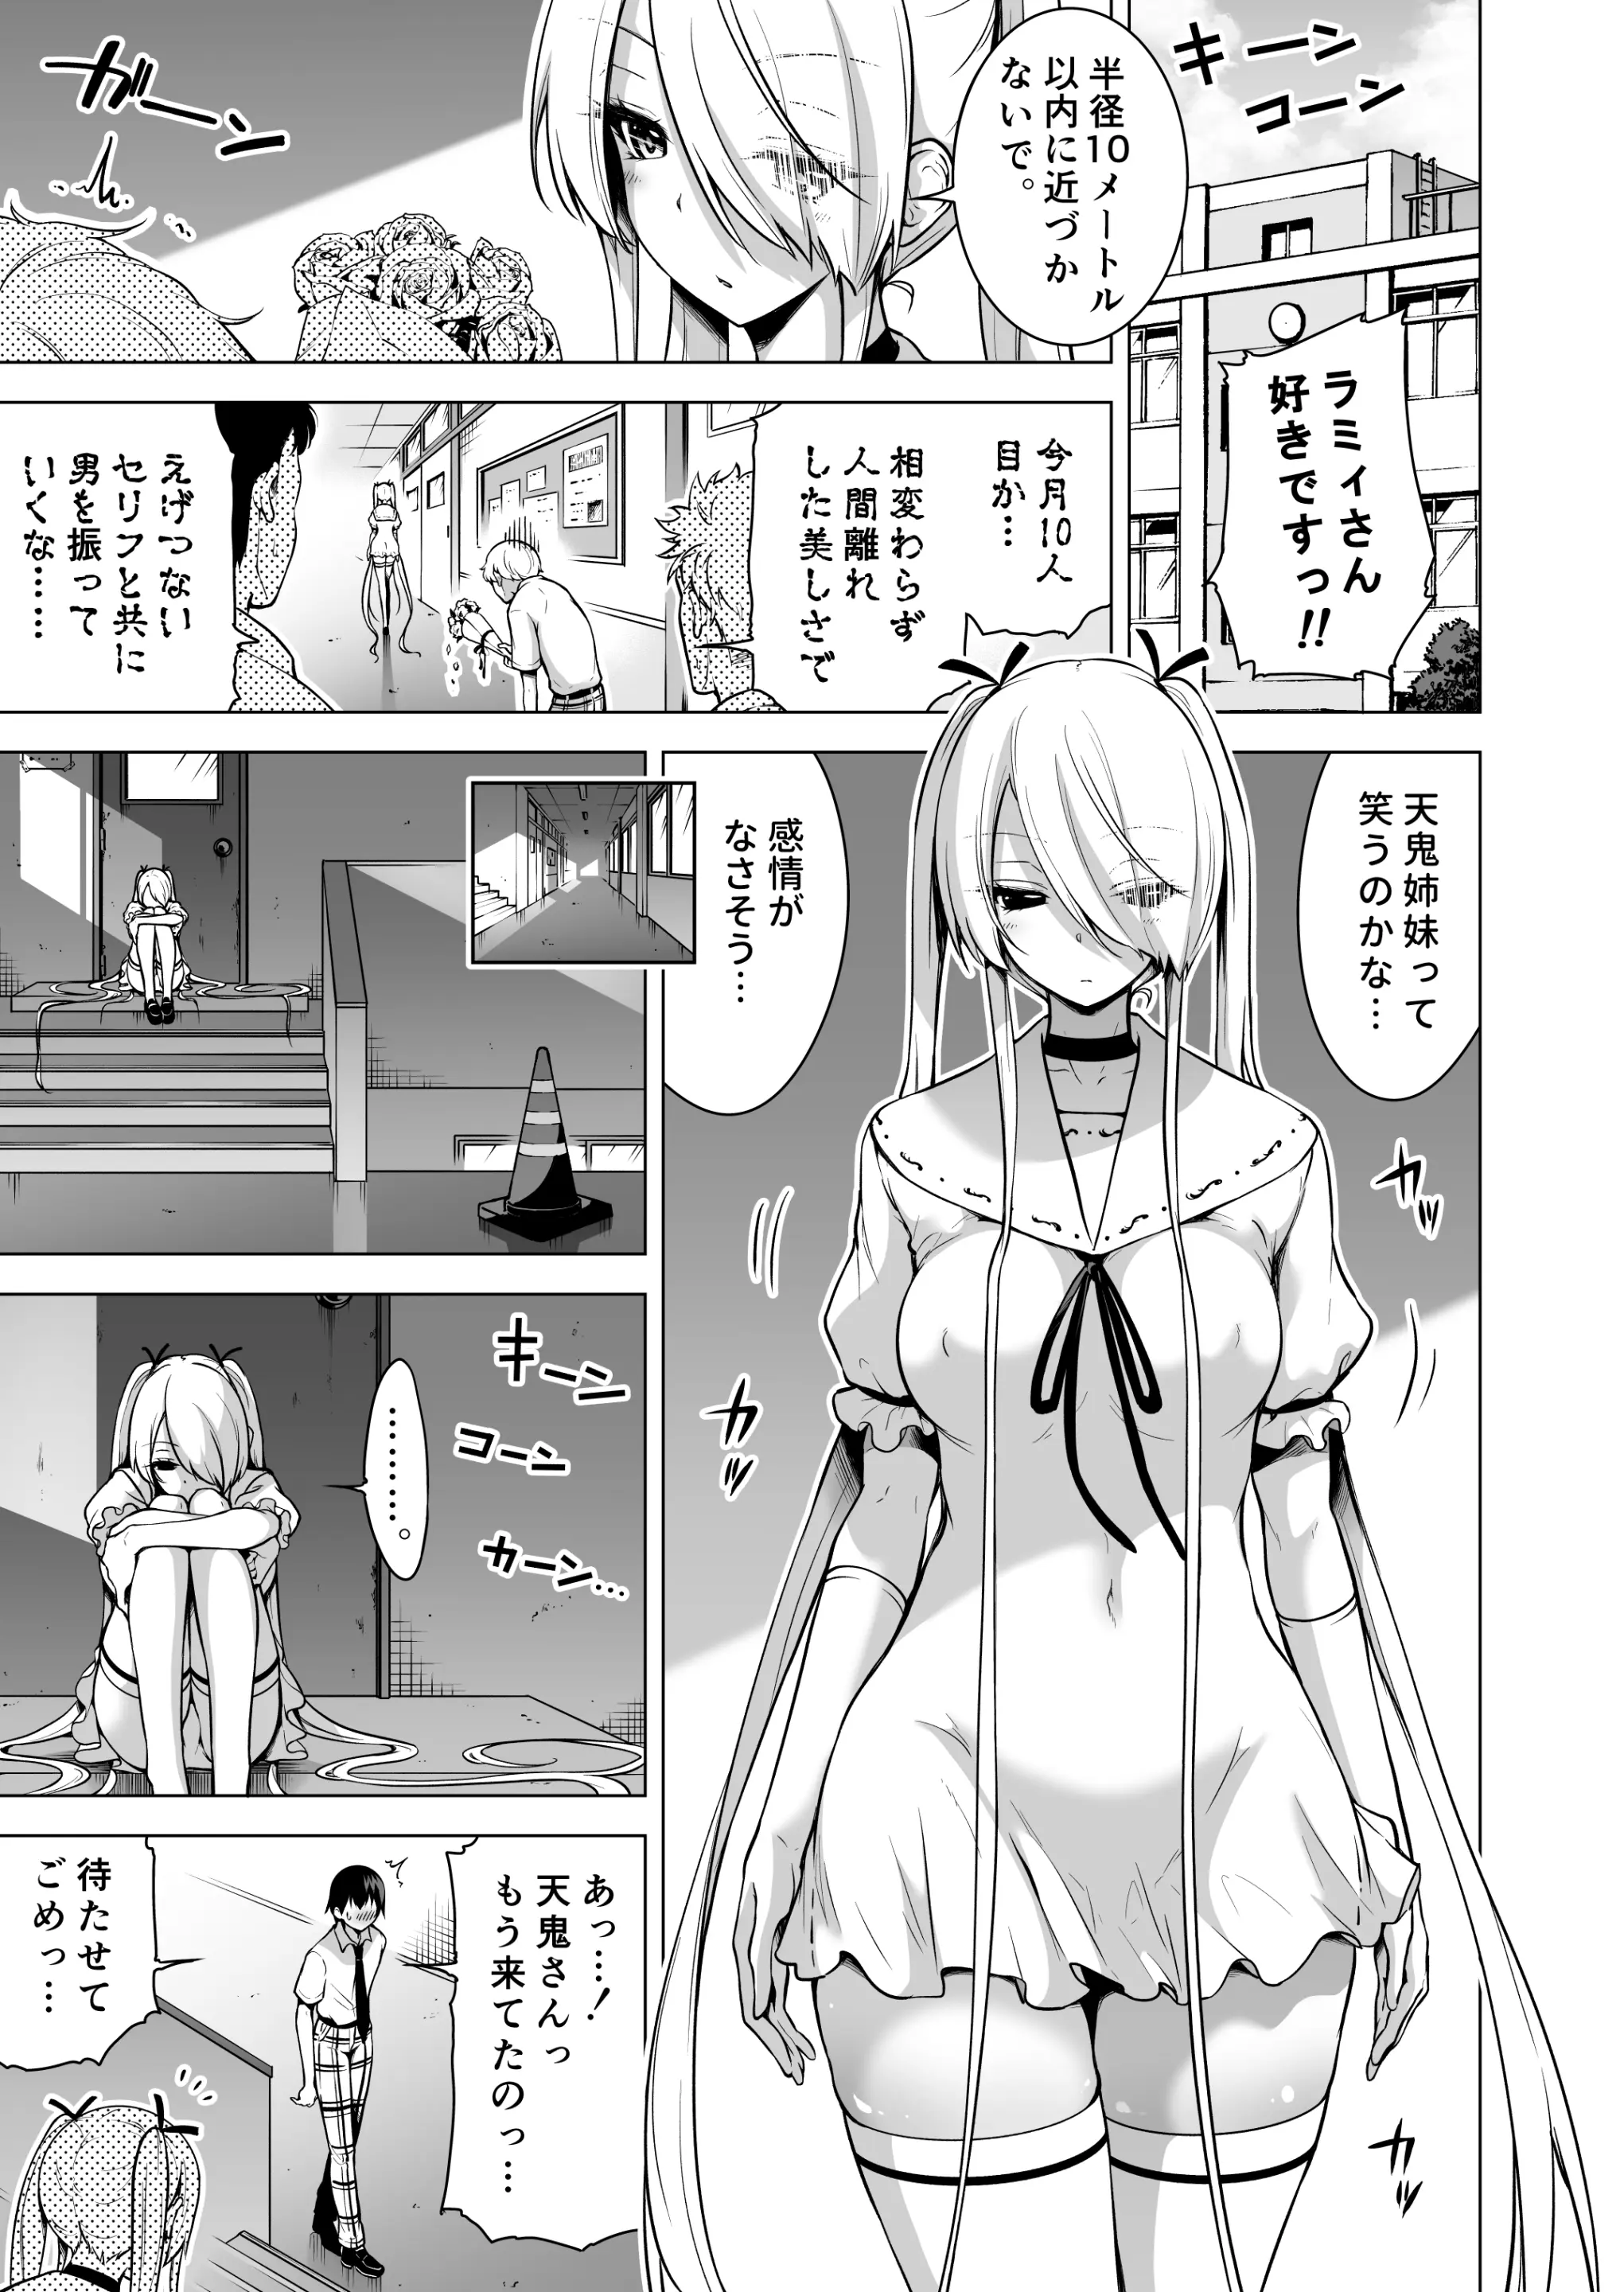 キーン
コーン
ラミィさん
好きですっ!!
半径10メートル
以内に近づか
ないで。
ガーン
今月10人
目か…
相変わらず
人間離れ
した美しさで
えげつない
セリフと共に
男を振って
いくな……
天鬼姉妹って
笑うのかな…
感情が
なさそう…
カッ
カッ
カッ
キーン
コーン
カーン…
………。
あっ…!
天鬼さんっ
もう来てたのっ…
待たせて
ごめっ…